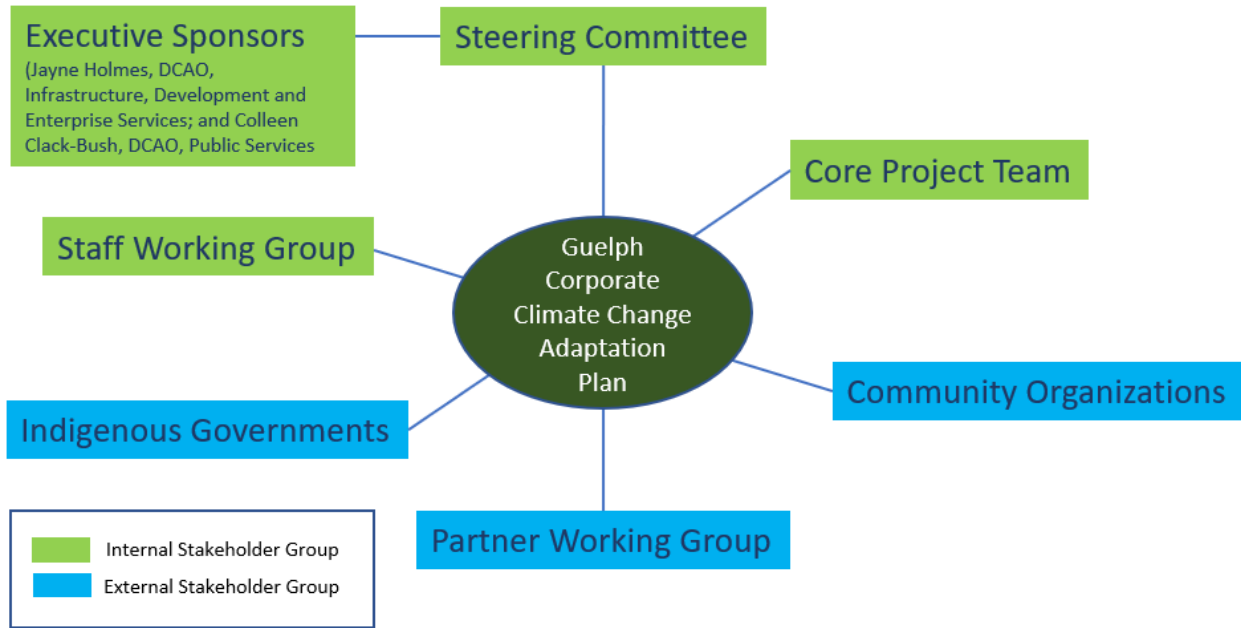 Executive Sponsors
(Jayne Holmes, DCAO,
Infrastructure, Development and
Enterprise Services; and Colleen
Clack-Bush, DCAO, Public Services
Steering Committee
Core Project Team
Staff Working Group
Guelph
Corporate
Climate Change
Adaptation
Plan
Community Organizations
Indigenous Governments
Partner Working Group
Internal Stakeholder Group
External Stakeholder Group